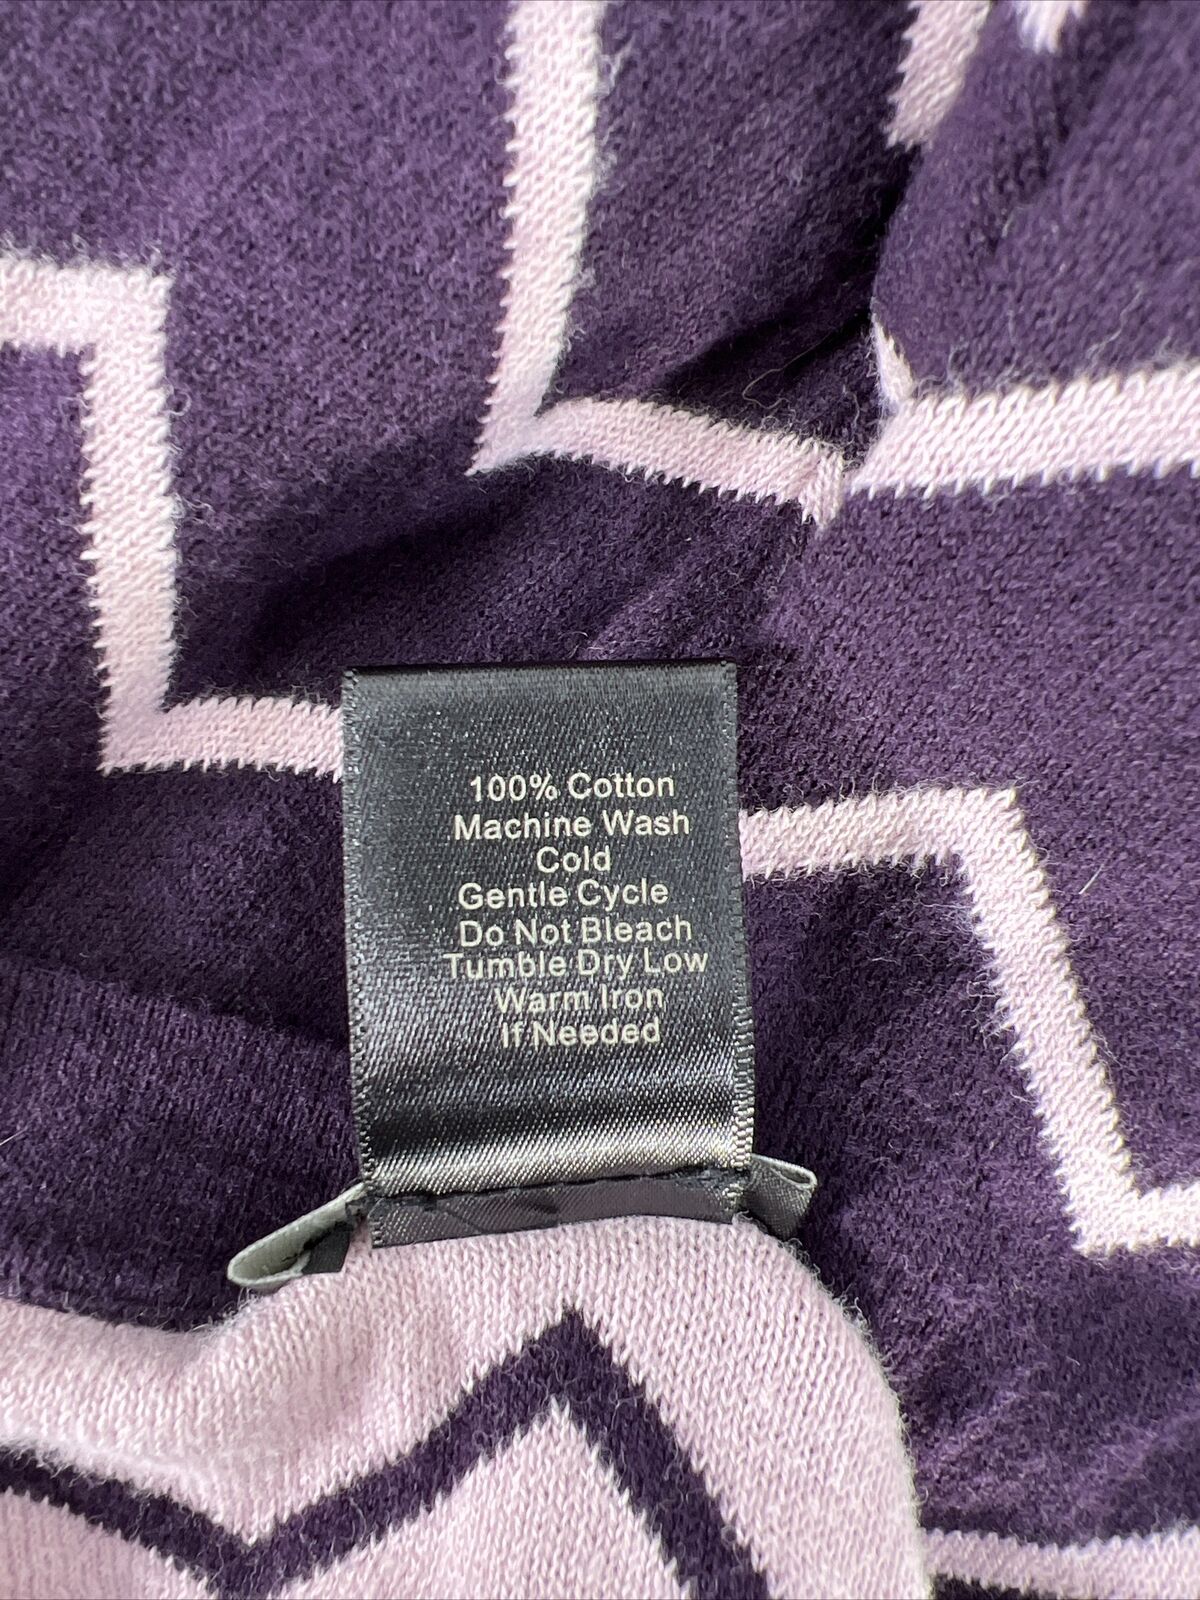 100% Cotton
Machine Wash
Cold
Gentle Cycle
Do Not Bleach
Tumble Dry Low
Warm Iron
If Needed